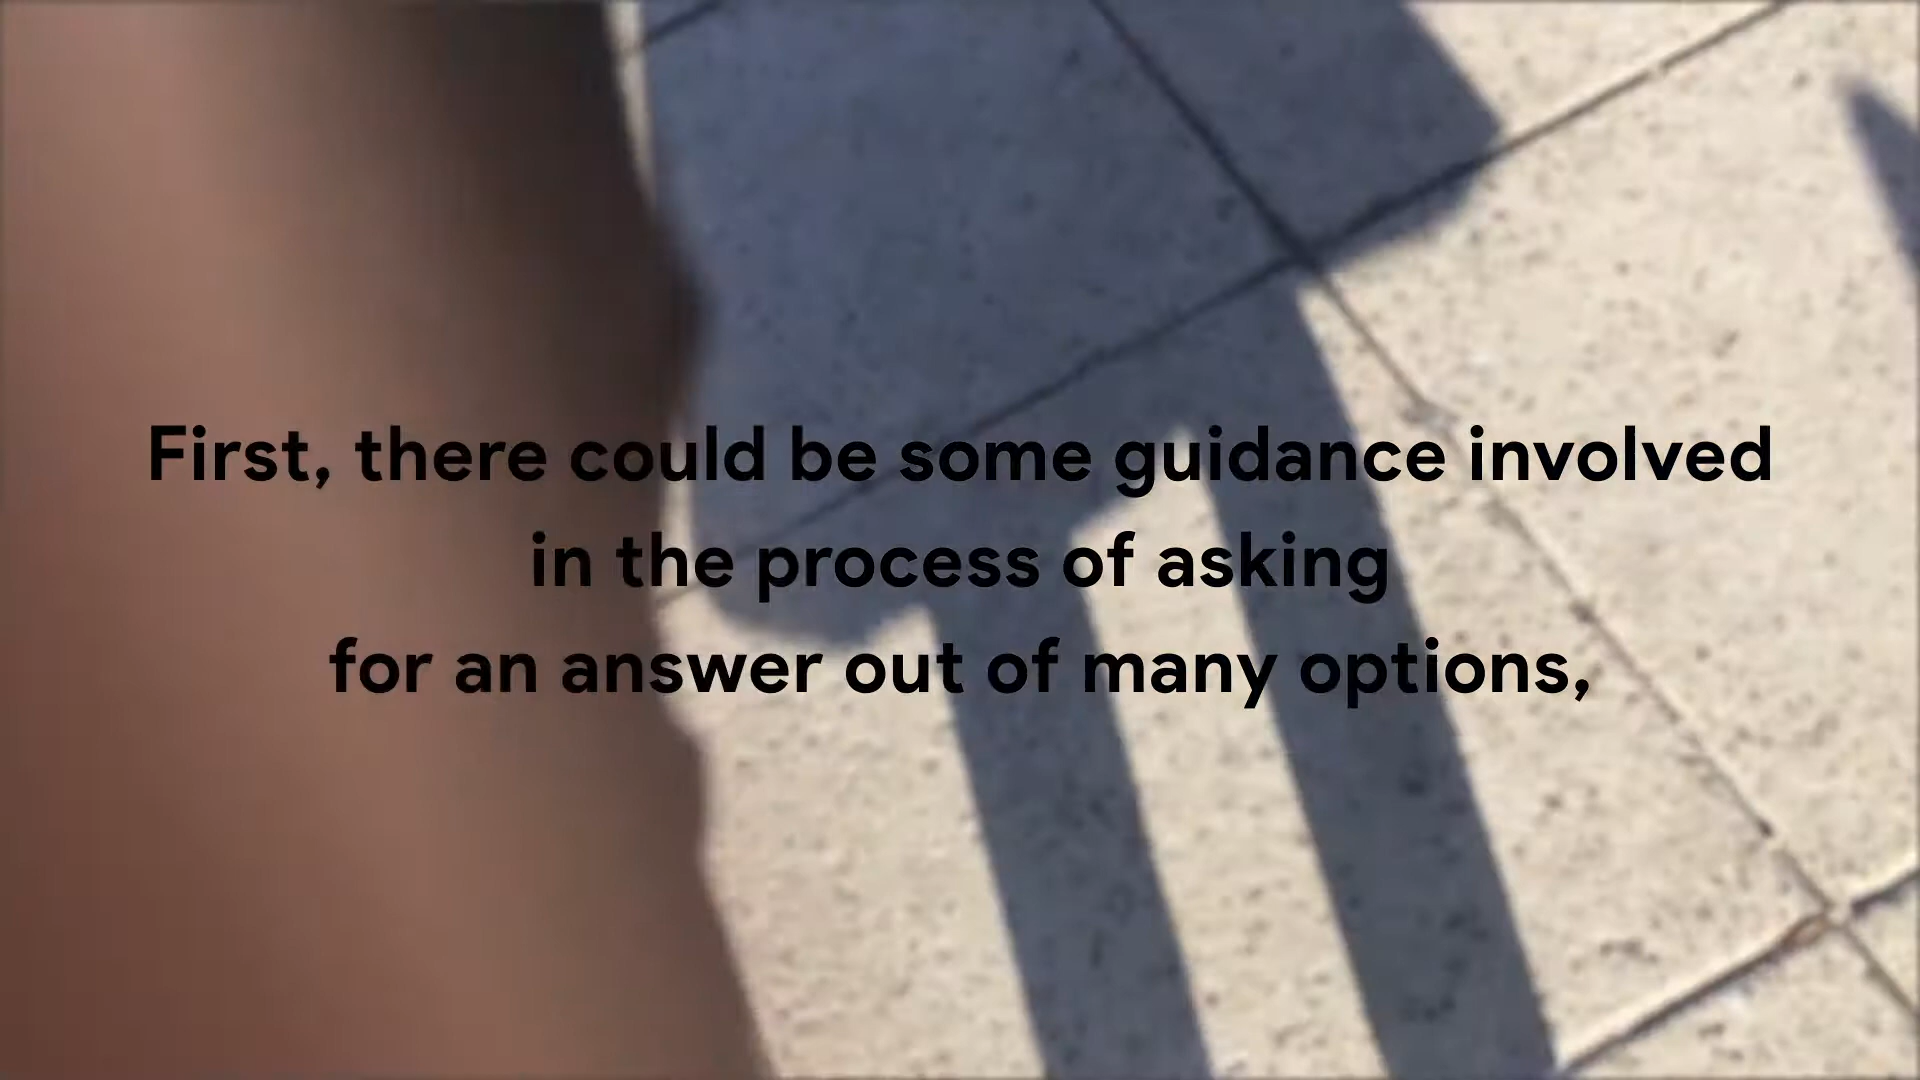 First, there could be some guidance involved
in the process of asking
for an answer out of many options,